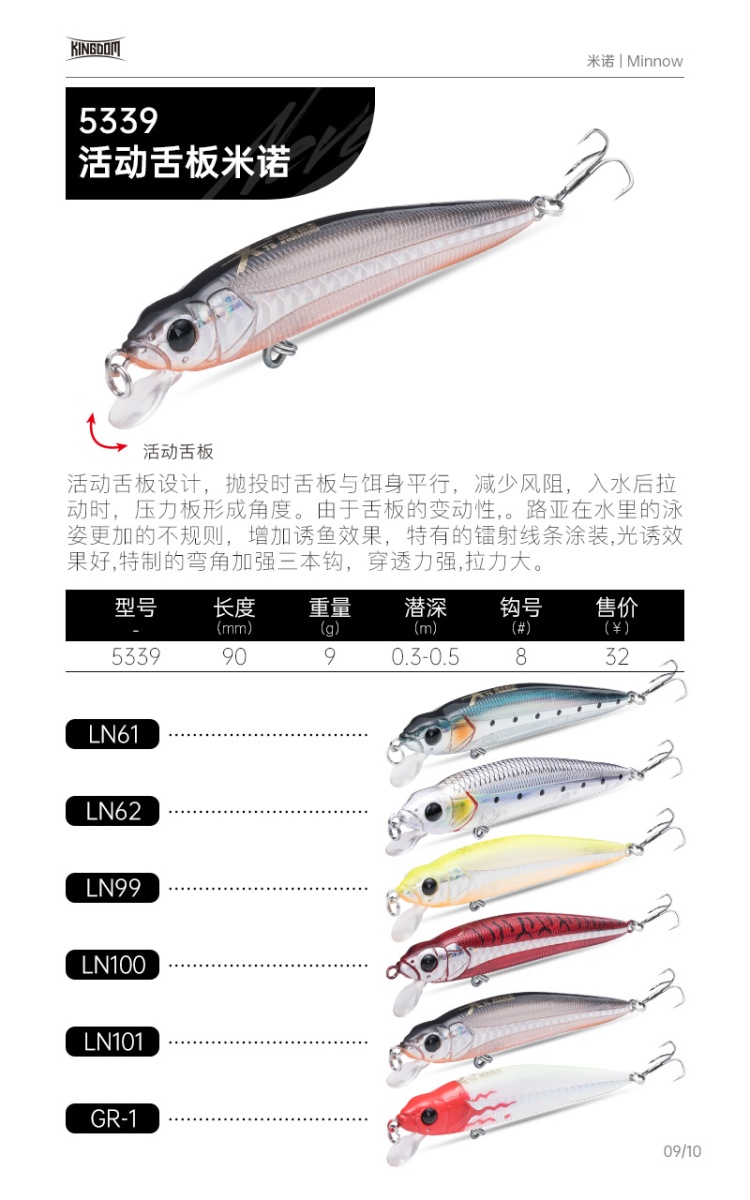 KINGDOM
米诺 | Minnow
5339
活动舌板米诺
活动舌板
活动舌板设计，抛投时舌板与饵身平行，减少风阻，入水后拉
动时，压力板形成角度。由于舌板的变动性,。路亚在水里的泳
姿更加的不规则，增加诱鱼效果，特有的镭射线条涂装,光诱效
果好,特制的弯角加强三本钩，穿透力强,拉力大。
型号 长度 重量 潜深 钩号 售价
- (mm) (g) (m) (#) (￥)
5339 90 9 0.3-0.5 8 32
LN61
LN62
LN99
LN100
LN101
GR-1
09/10